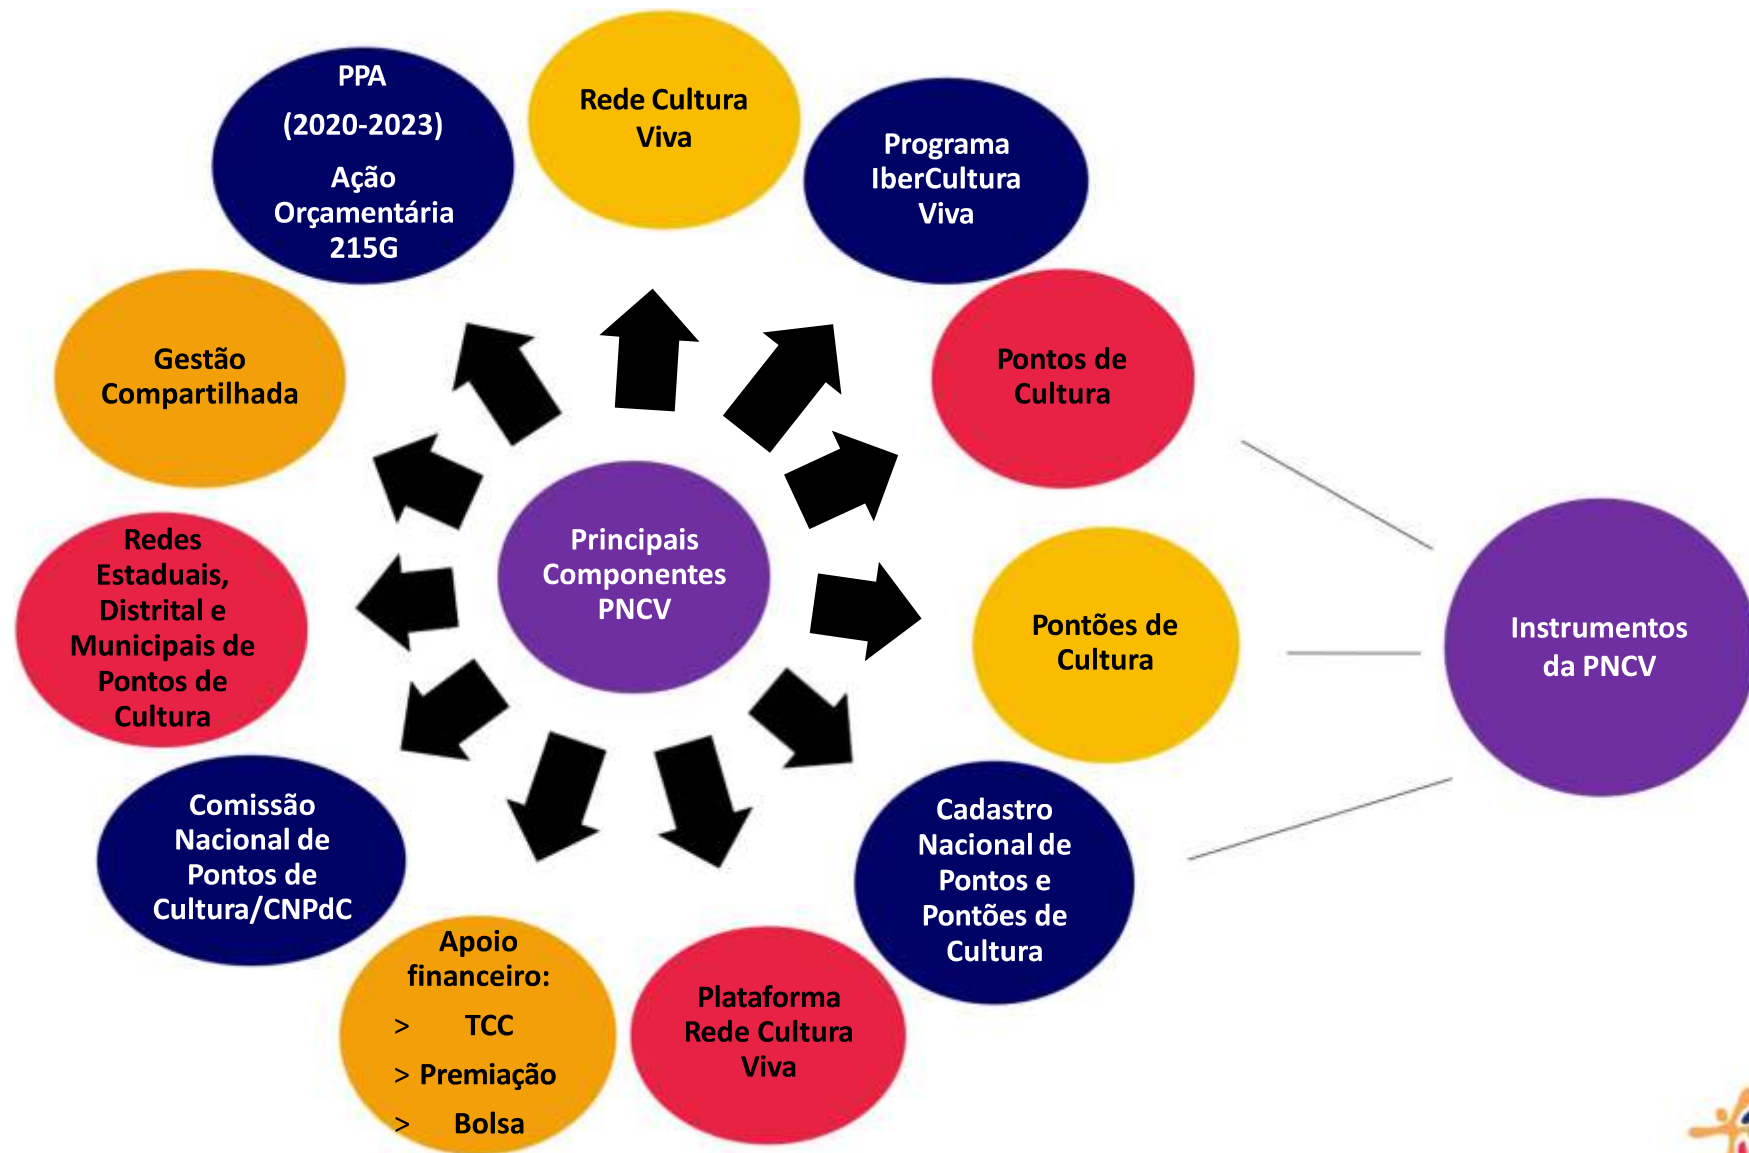 PPA
(2020-2023)
Ação
Orçamentária
215G
Rede Cultura
Viva
Programa
IberCultura
Viva
Gestão
Compartilhada
Pontos de
Cultura
Redes
Estaduais,
Distrital e
Municipais de
Pontos de
Cultura
Principais
Componentes
PNCV
Pontões de
Cultura
Instrumentos
da PNCV
Comissão
Nacional de
Pontos de
Cultura/CNPdC
Cadastro
Nacional de
Pontos e
Pontões de
Cultura
Apoio
financeiro:
> TCC
> Premiação
> Bolsa
Plataforma
Rede Cultura
Viva